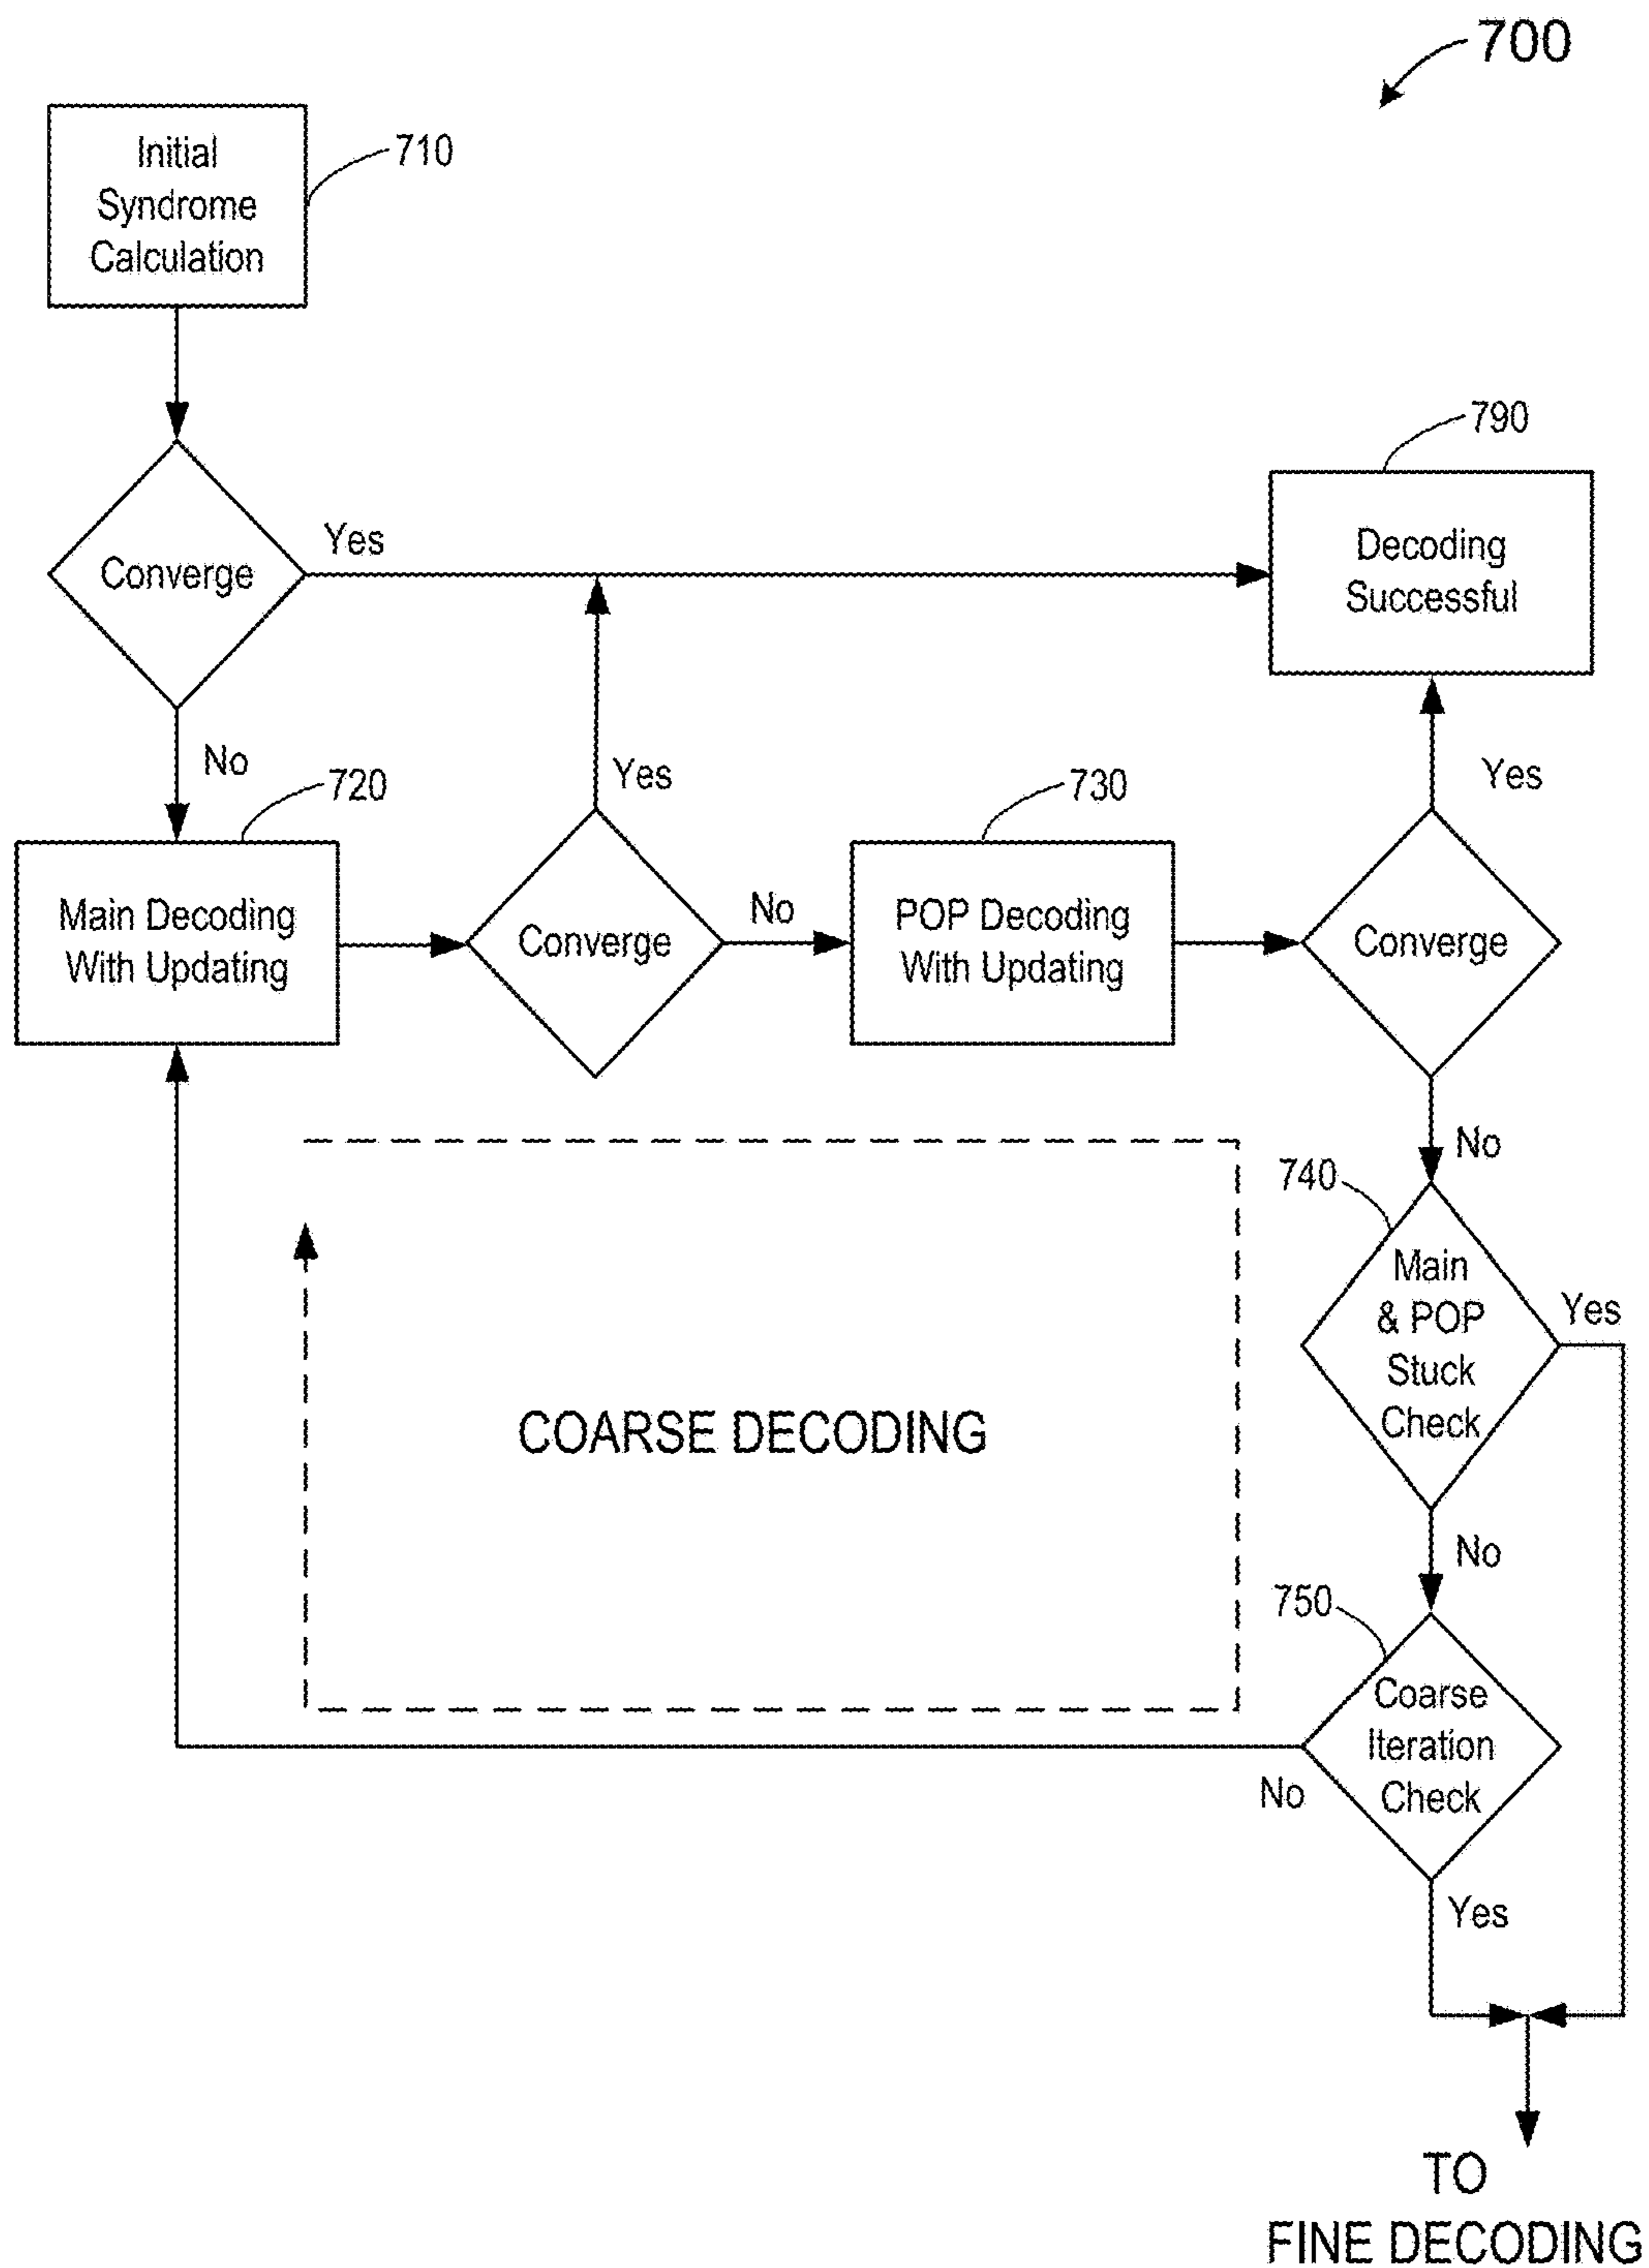 700
Initial
Syndrome
Calculation
710
Converge
Yes
790
Decoding
Successful
No
720
Main Decoding
With Updating
Yes
Converge
No
730
POP Decoding
With Updating
Yes
Converge
No
740
Main
& POP
Stuck
Check
Yes
COARSE DECODING
No
750
Coarse
Iteration
Check
No
Yes
TO
FINE DECODING